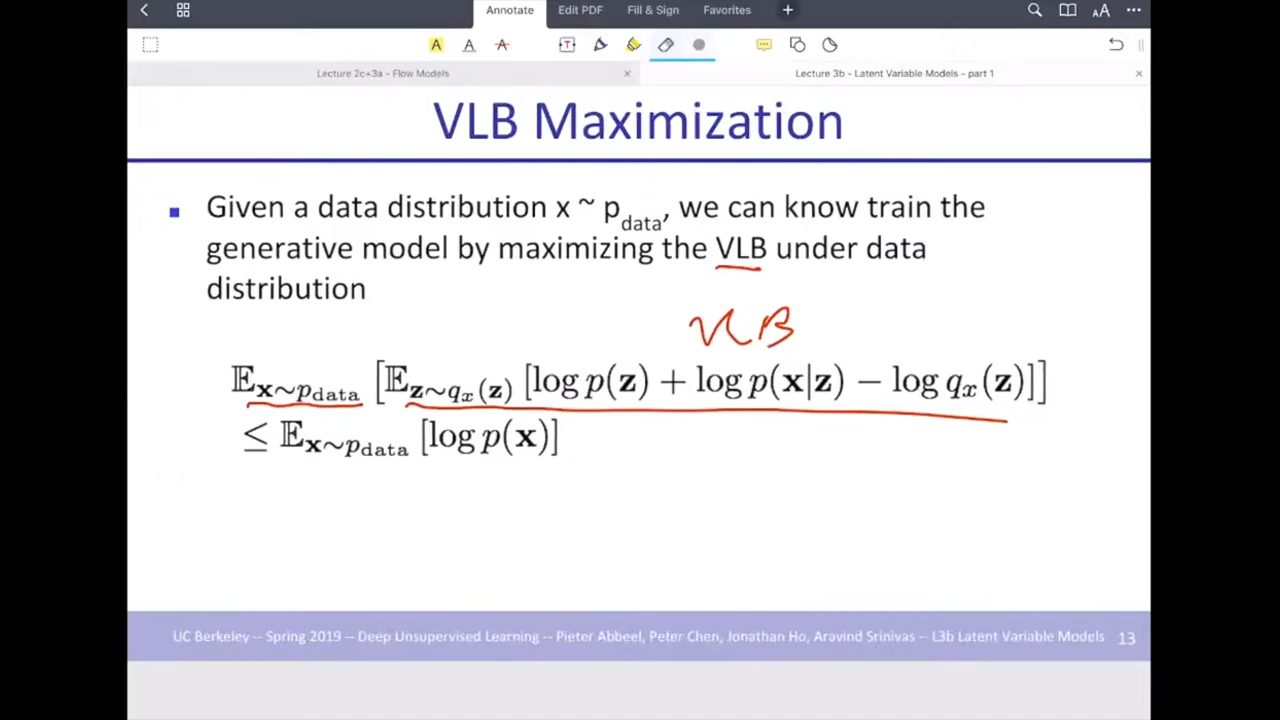 Annotate Edit PDF Fill & Sign Favorites
Lecture 2c+3a - Flow Models
Lecture 3b - Latent Variable Models - part 1
VLB Maximization
Given a data distribution x ~ p_data, we can know train the
generative model by maximizing the VLB under data
distribution
VLB
𝔼_{x∼p_data} [𝔼_{z∼q_x(z)} [log p(z) + log p(x|z) − log q_x(z)]]
≤ 𝔼_{x∼p_data} [log p(x)]
UC Berkeley -- Spring 2019 -- Deep Unsupervised Learning -- Pieter Abbeel, Peter Chen, Jonathan Ho, Aravind Srinivas -- L3b Latent Variable Models 13